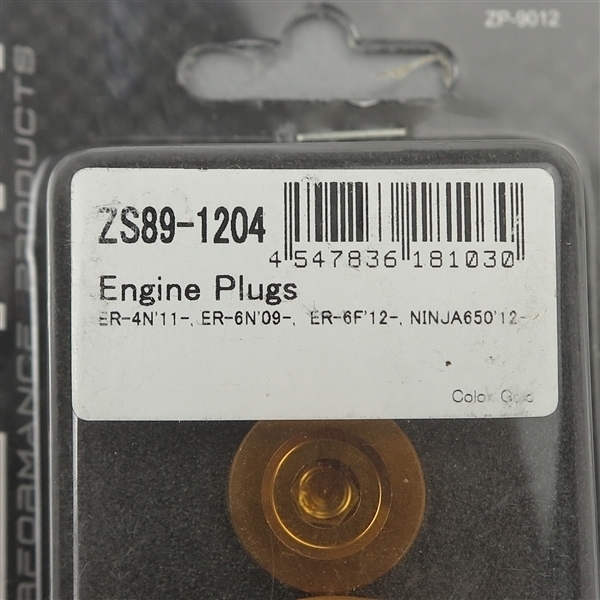 ZP-9012
ZS89-1204
4 547836 181030
Engine Plugs
ER-4N'11-, ER-6N'09-, ER-6F'12-, NINJA650'12-
Color: Gold
PERFORMANCE PRODUCTS